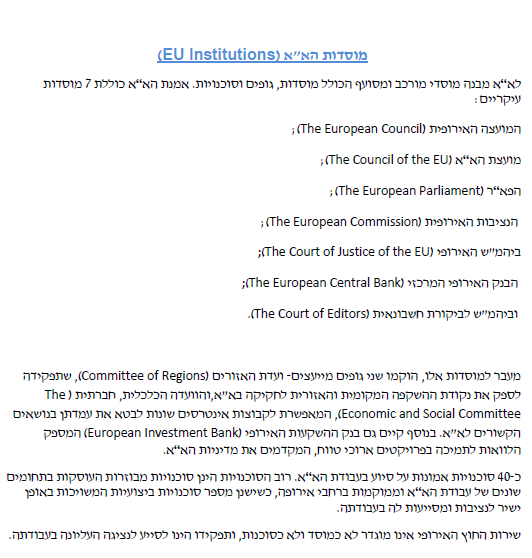 מוסדות הא״א (EU Institutions)
לא״א מבנה מוסדי מורכב ומסועף הכולל מוסדות, גופים וסוכנויות. אמנת הא״א כוללת 7 מוסדות
עיקריים :
המועצה האירופית (The European Council);
מועצת הא״א (The Council of the EU);
הפא״ר (The European Parliament);
הנציבות האירופית (The European Commission);
ביהמ״ש האירופי (The Court of Justice of the EU);
הבנק האירופי המרכזי (The European Central Bank);
וביהמ״ש לביקורת חשבונאית (The Court of Editors).
מעבר למוסדות אלו, הוקמו שני גופים מייעצים- ועדת האזורים (Committee of Regions), שתפקידה
לספק את נקודת ההשקפה המקומית והאזורית לחקיקה בא״א,והוועדה הכלכלית, חברתית ( The
Economic and Social Committee), המאפשרת לקבוצות אינטרסים שונות לבטא את עמדתן בנושאים
הקשורים לא״א. בנוסף קיים גם בנק ההשקעות האירופי (European Investment Bank) המספק
הלוואות לתמיכה בפרויקטים ארוכי טווח, המקדמים את מדיניות הא״א.
כ-40 סוכנויות אמונות על סיוע בעבודת הא״א. רוב הסוכנויות הינן סוכנויות מבוזרות העוסקות בתחומים
שונים של עבודת הא״א וממוקמות ברחבי אירופה, כשישנן מספר סוכנויות ביצועיות המשויכות באופן
ישיר לנציבות ומסייעות לה בעבודתה.
שירות החוץ האירופי אינו מוגדר לא כמוסד ולא כסוכנות, ותפקידו הינו לסייע לנציגה העליונה בעבודתה.